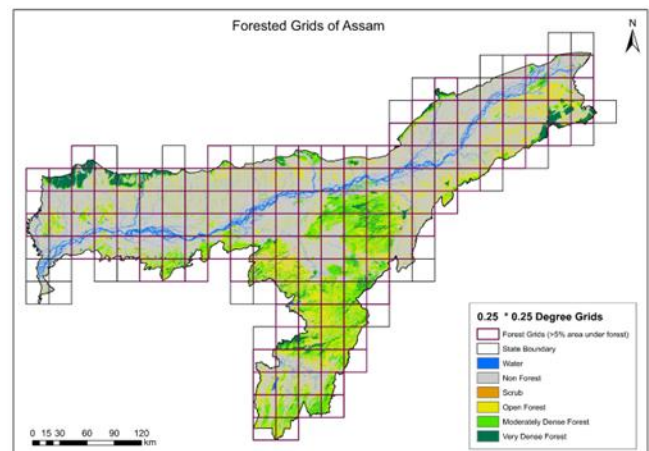 Forested Grids of Assam
N
0.25 * 0.25 Degree Grids
Forest Grids (>5% area under forest)
State Boundary
Water
Non Forest
Scrub
Open Forest
Moderately Dense Forest
Very Dense Forest
0 15 30 60 90 120
km